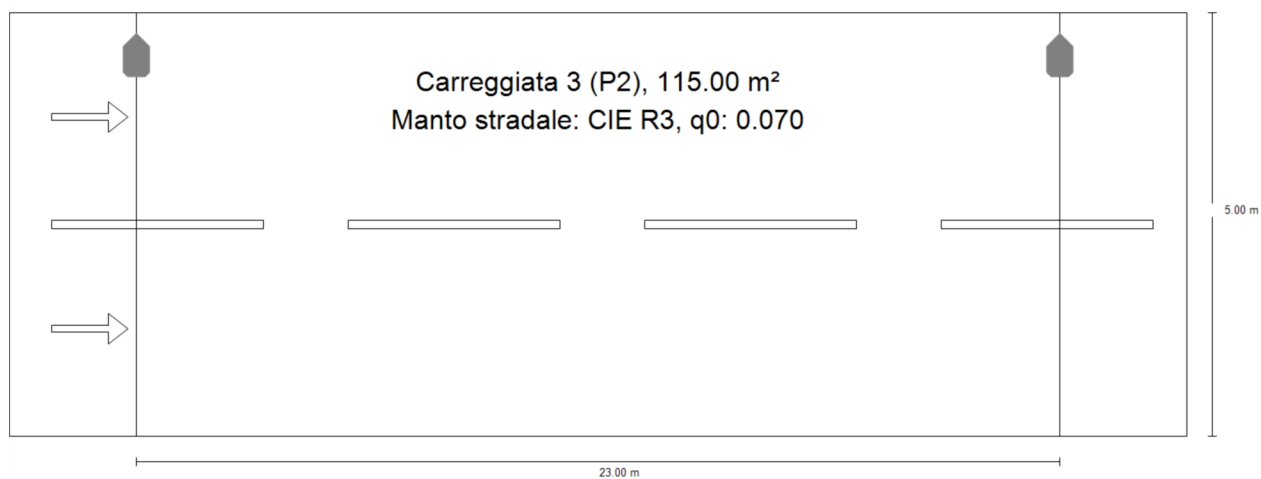 Carreggiata 3 (P2), 115.00 m²
Manto stradale: CIE R3, q0: 0.070
5.00 m
23.00 m